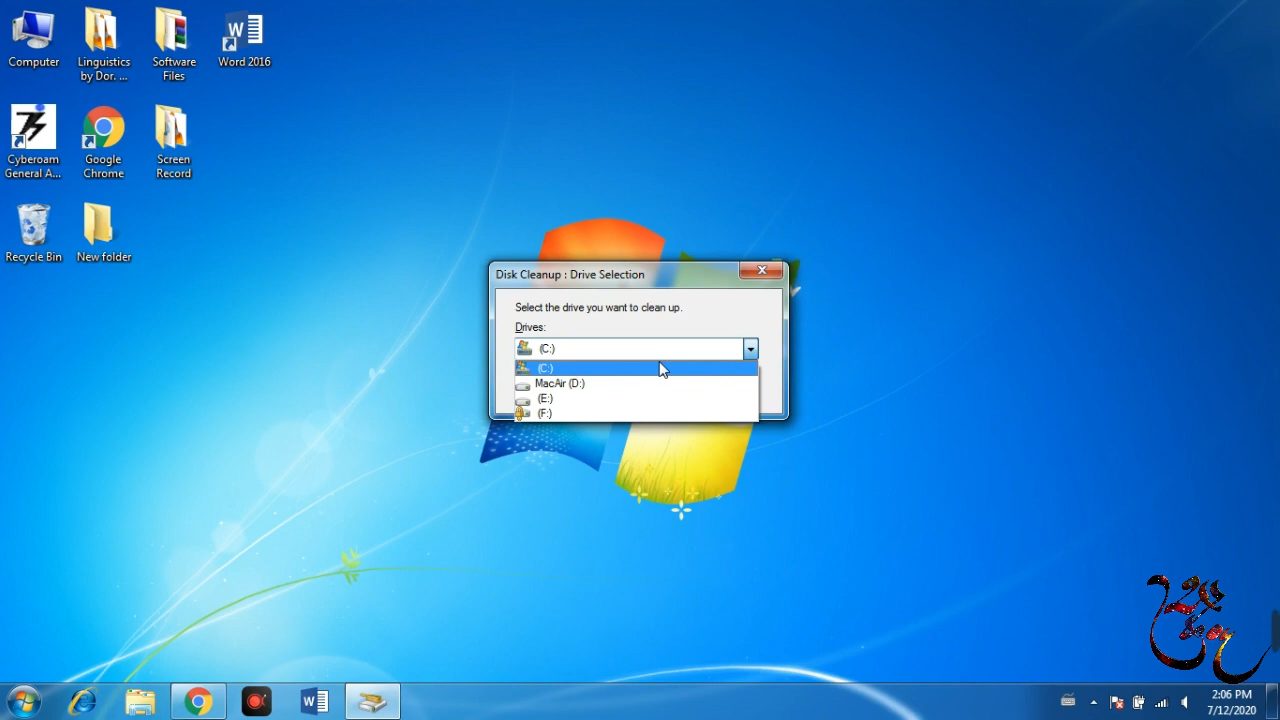 Computer
Linguistics
by Dor. ...
Software
Files
Word 2016
Cyberoam
General A...
Google
Chrome
Screen
Record
Recycle Bin
New folder
Disk Cleanup : Drive Selection
Select the drive you want to clean up.
Drives:
(C:)
(C:)
MacAir (D:)
(E:)
(F:)
2:06 PM
7/12/2020